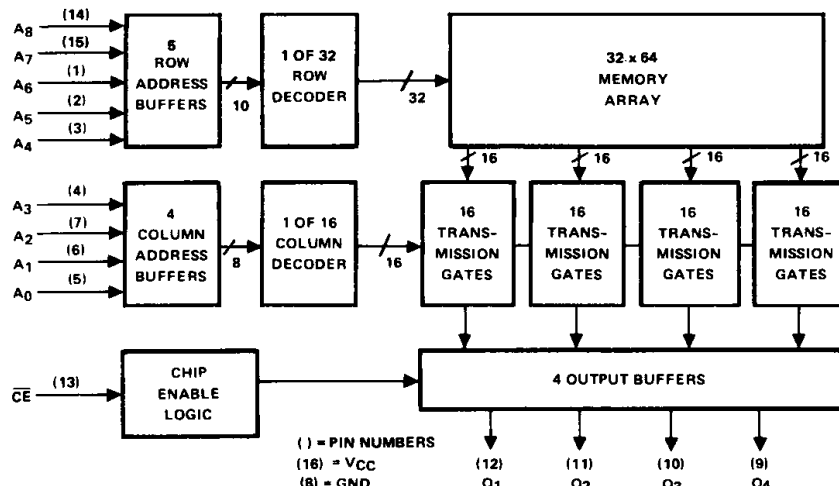 A8 (14)
A7 (15)
A6 (1)
A5 (2)
A4 (3)
5
ROW
ADDRESS
BUFFERS
10
1 OF 32
ROW
DECODER
32
32 x 64
MEMORY
ARRAY
16 16 16 16
A3 (4)
A2 (7)
A1 (6)
A0 (5)
4
COLUMN
ADDRESS
BUFFERS
8
1 OF 16
COLUMN
DECODER
16
16
TRANS-
MISSION
GATES
16
TRANS-
MISSION
GATES
16
TRANS-
MISSION
GATES
16
TRANS-
MISSION
GATES
CE (13)
CHIP
ENABLE
LOGIC
4 OUTPUT BUFFERS
( ) = PIN NUMBERS
(16) = VCC
(8) = GND
(12) (11) (10) (9)
O1 O2 O3 O4